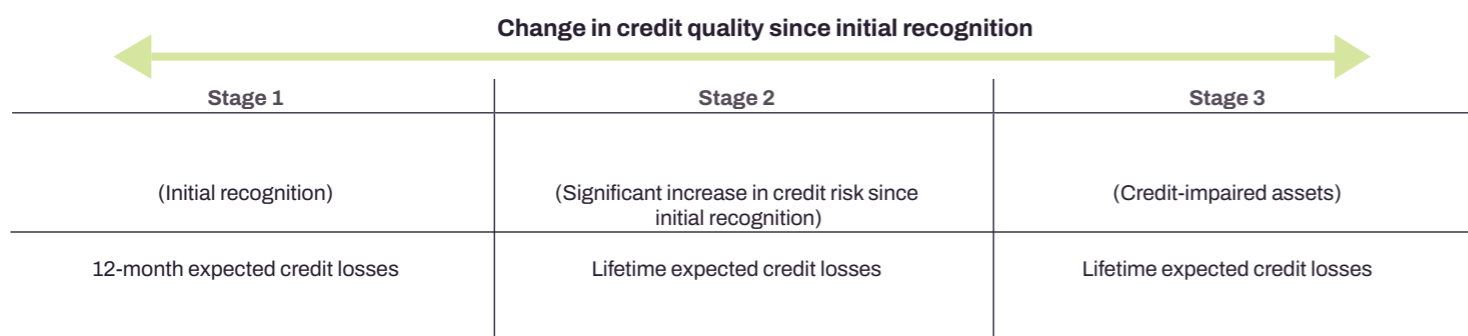 Change in credit quality since initial recognition
Stage 1
Stage 2
Stage 3
(Initial recognition)
(Significant increase in credit risk since
initial recognition)
(Credit-impaired assets)
12-month expected credit losses
Lifetime expected credit losses
Lifetime expected credit losses